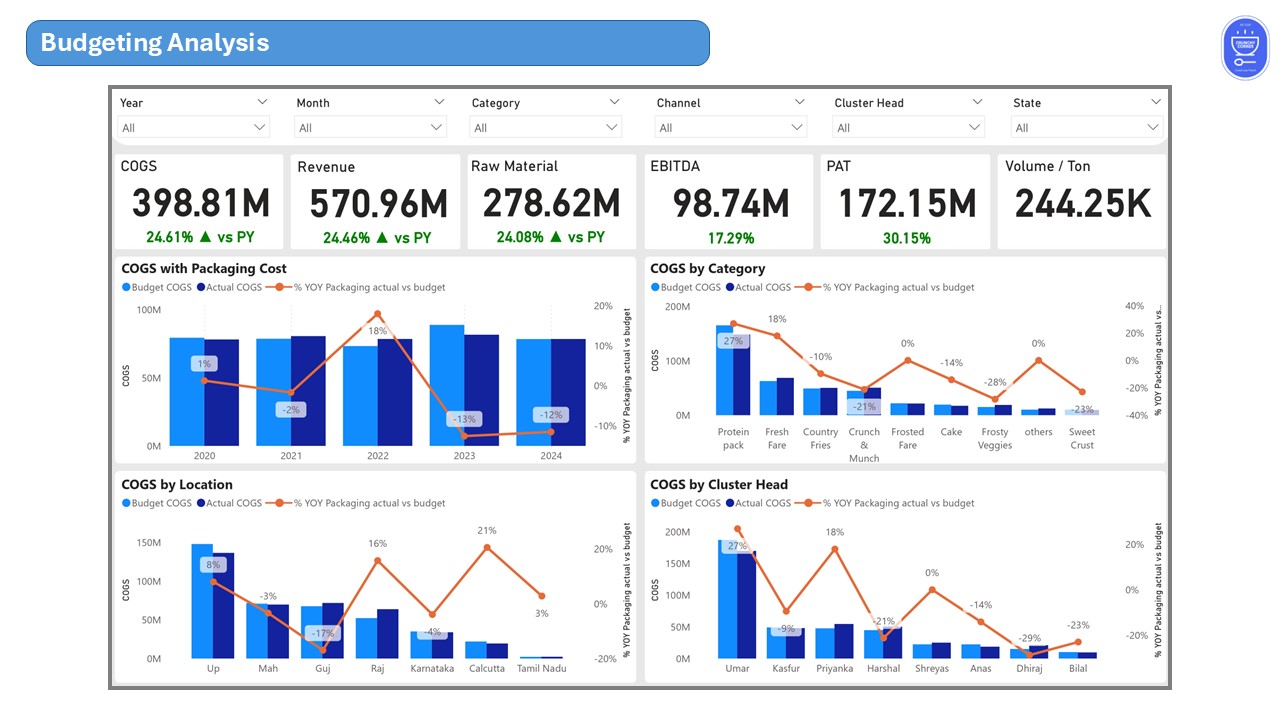 Budgeting Analysis
CRUNCHY
COOKIES
Year
Month
Category
Channel
Cluster Head
State
All
All
All
All
All
All
COGS
398.81M
24.61% ▲ vs PY
Revenue
570.96M
24.46% ▲ vs PY
Raw Material
278.62M
24.08% ▲ vs PY
EBITDA
98.74M
17.29%
PAT
172.15M
30.15%
Volume / Ton
244.25K
COGS with Packaging Cost
Budget COGS Actual COGS % YOY Packaging actual vs budget
100M
50M
0M
COGS
1%
-2%
18%
-13%
-12%
20%
10%
0%
-10%
% YOY Packaging actual vs budget
2020 2021 2022 2023 2024
COGS by Category
Budget COGS Actual COGS % YOY Packaging actual vs budget
200M
100M
0M
COGS
27%
18%
-10%
-21%
0%
-14%
-28%
0%
-23%
40%
20%
0%
-20%
-40%
% YOY Packaging actual vs...
Protein
pack
Fresh
Fare
Country
Fries
Crunch
&
Munch
Frosted
Fare
Cake
Frosty
Veggies
others
Sweet
Crust
COGS by Location
Budget COGS Actual COGS % YOY Packaging actual vs budget
150M
100M
50M
0M
COGS
8%
-3%
-17%
16%
-4%
21%
3%
20%
0%
-20%
% YOY Packaging actual vs budget
Up Mah Guj Raj Karnataka Calcutta Tamil Nadu
COGS by Cluster Head
Budget COGS Actual COGS % YOY Packaging actual vs budget
200M
150M
100M
50M
0M
COGS
27%
-9%
18%
-21%
0%
-14%
-29%
-23%
20%
0%
-20%
% YOY Packaging actual vs budget
Umar Kasfur Priyanka Harshal Shreyas Anas Dhiraj Bilal